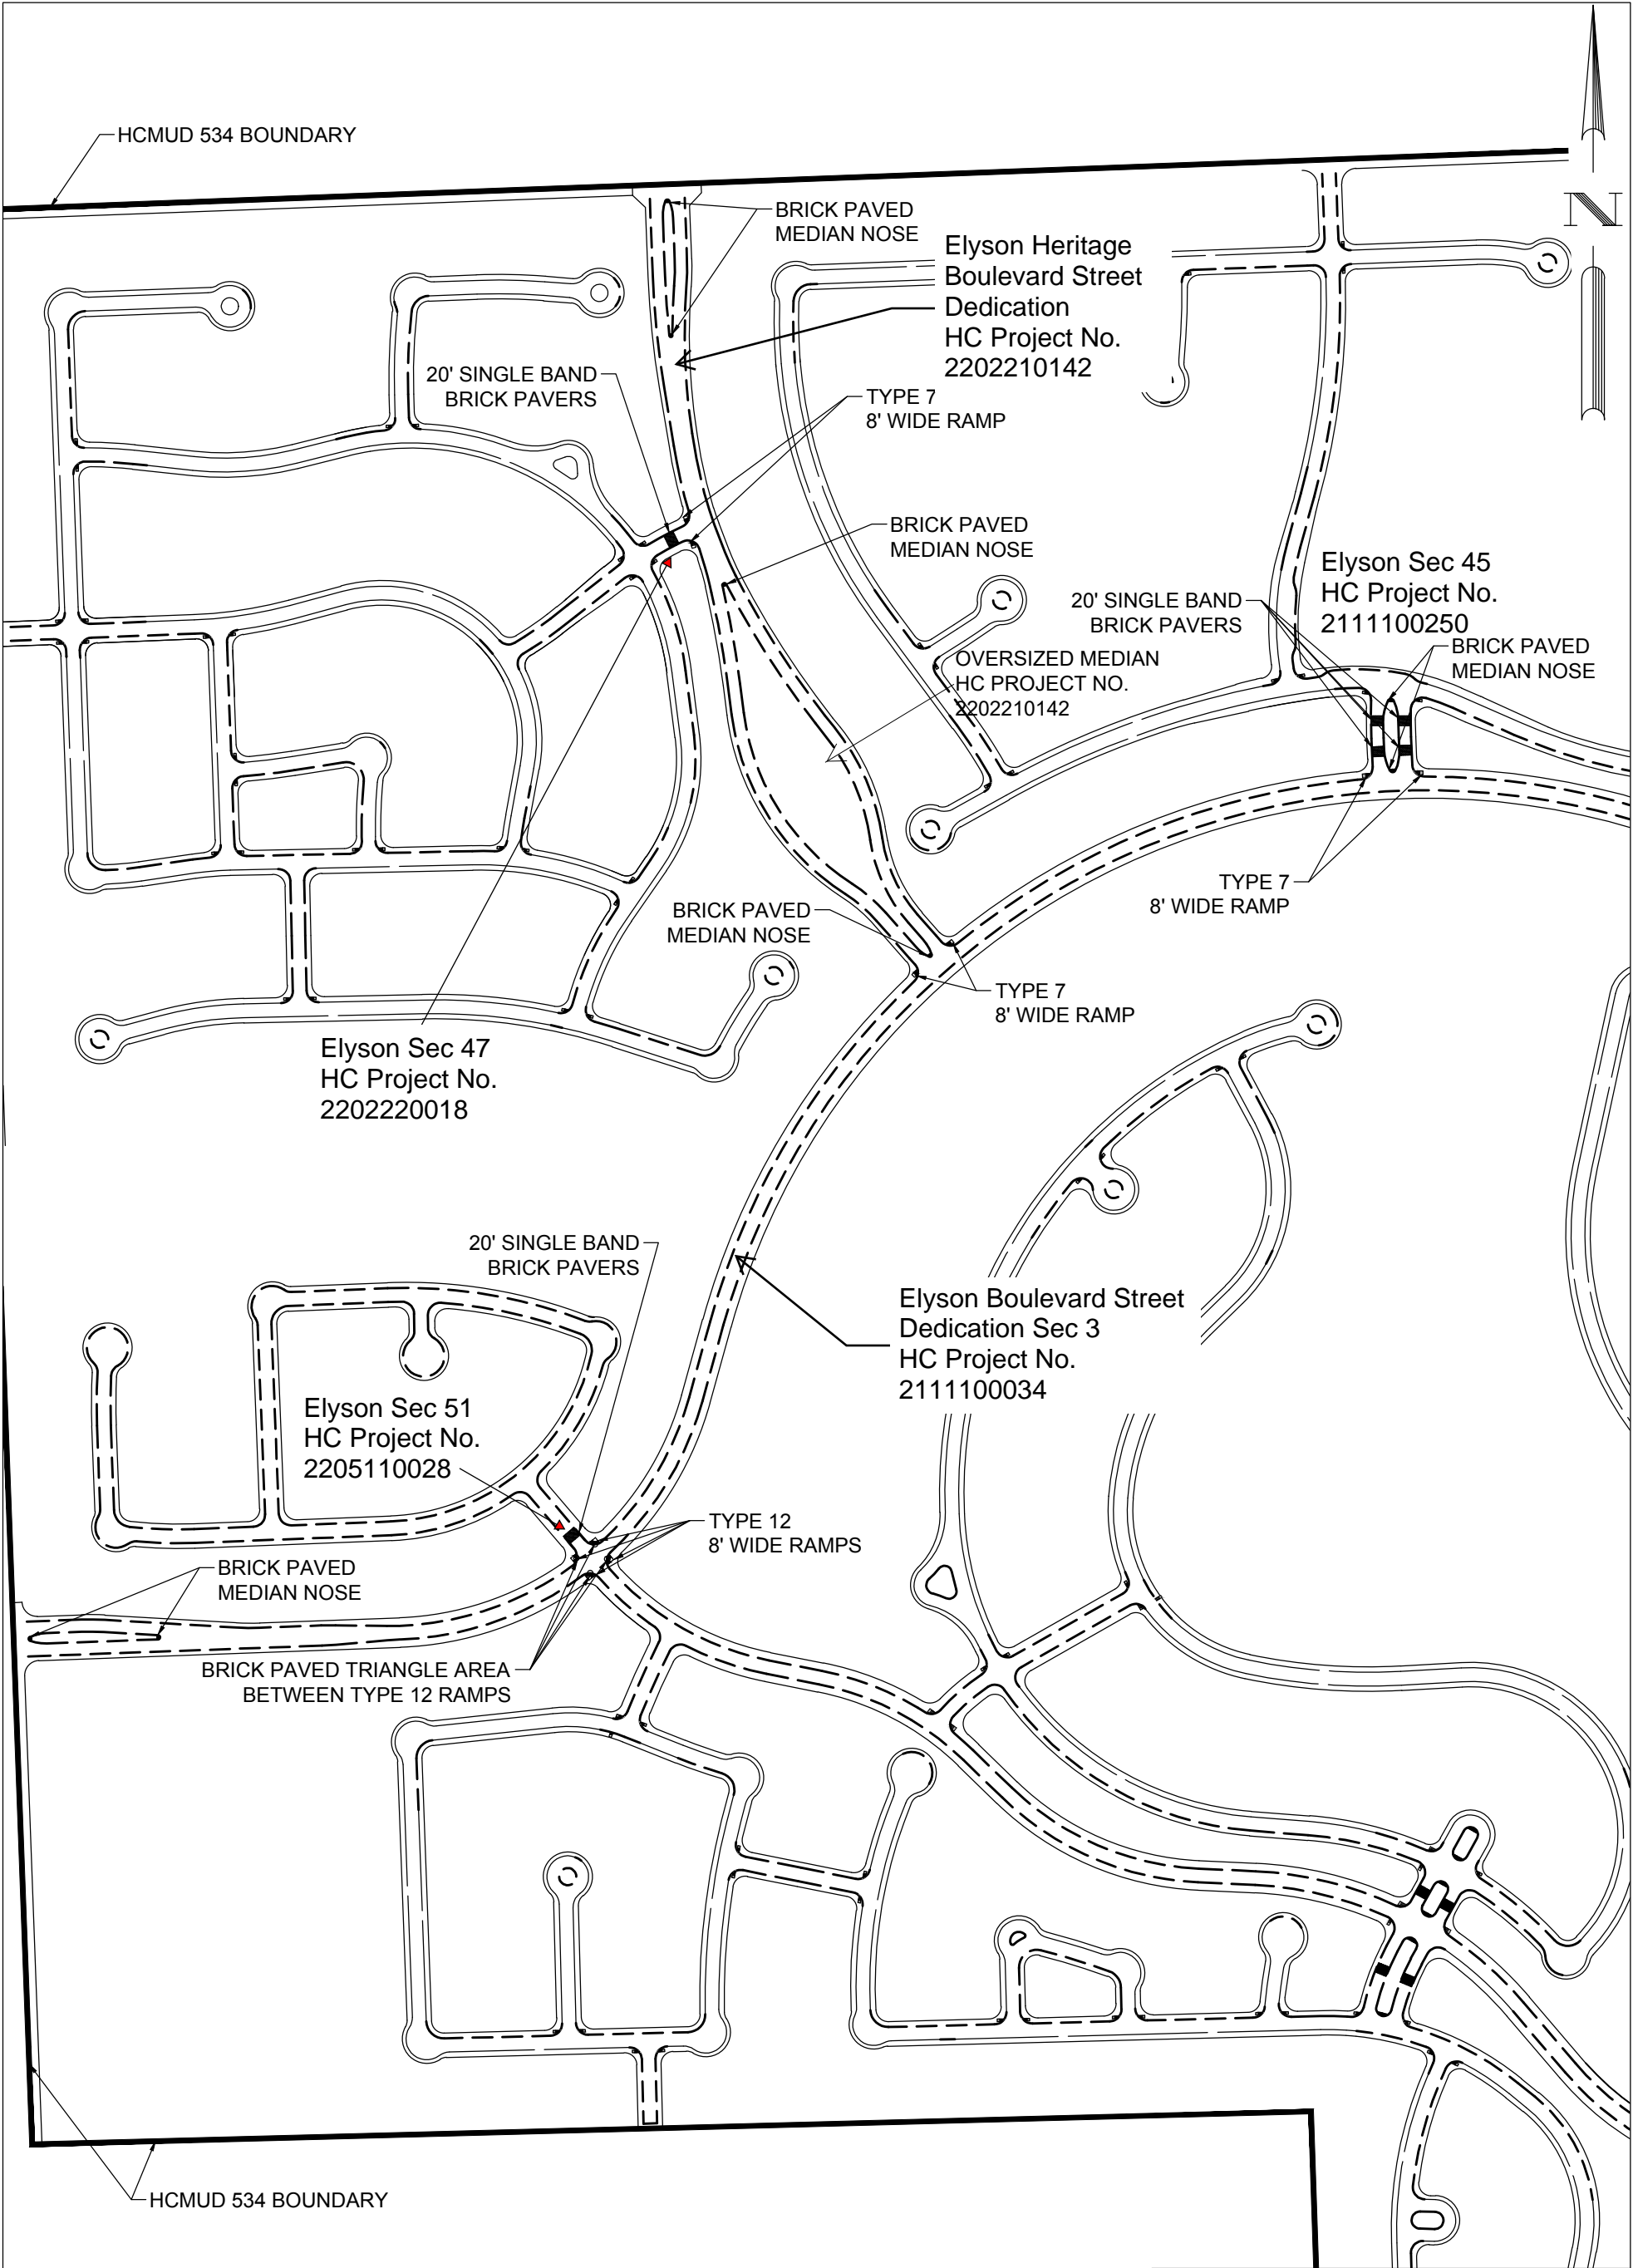 HCMUD 534 BOUNDARY
N
BRICK PAVED
MEDIAN NOSE
Elyson Heritage
Boulevard Street
Dedication
HC Project No.
2202210142
20' SINGLE BAND
BRICK PAVERS
TYPE 7
8' WIDE RAMP
BRICK PAVED
MEDIAN NOSE
Elyson Sec 45
HC Project No.
2111100250
20' SINGLE BAND
BRICK PAVERS
BRICK PAVED
MEDIAN NOSE
OVERSIZED MEDIAN
HC PROJECT NO.
2202210142
TYPE 7
8' WIDE RAMP
BRICK PAVED
MEDIAN NOSE
TYPE 7
8' WIDE RAMP
Elyson Sec 47
HC Project No.
2202220018
20' SINGLE BAND
BRICK PAVERS
Elyson Boulevard Street
Dedication Sec 3
HC Project No.
2111100034
Elyson Sec 51
HC Project No.
2205110028
TYPE 12
8' WIDE RAMPS
BRICK PAVED
MEDIAN NOSE
BRICK PAVED TRIANGLE AREA
BETWEEN TYPE 12 RAMPS
HCMUD 534 BOUNDARY